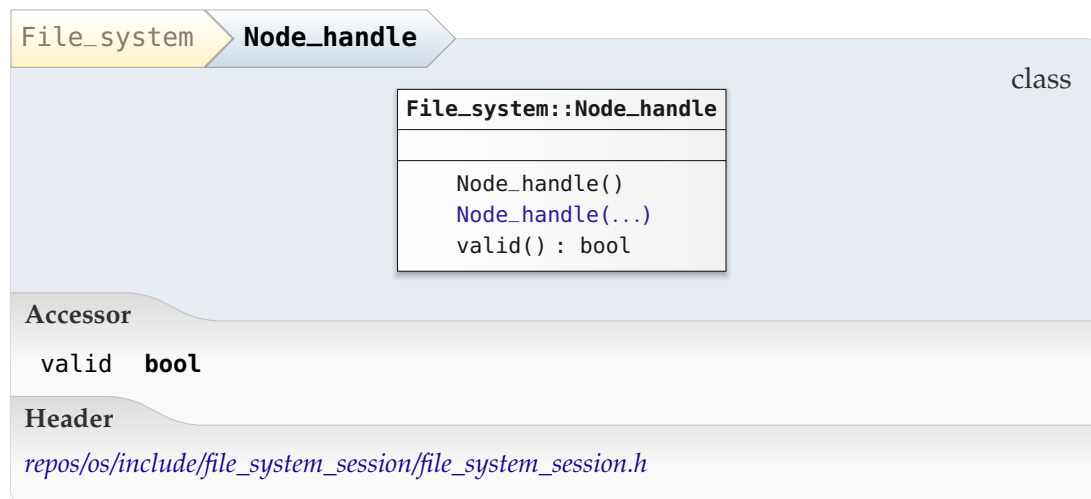 File_system Node_handle
class
File_system::Node_handle
Node_handle()
Node_handle(...)
valid() : bool
Accessor
valid bool
Header
repos/os/include/file_system_session/file_system_session.h